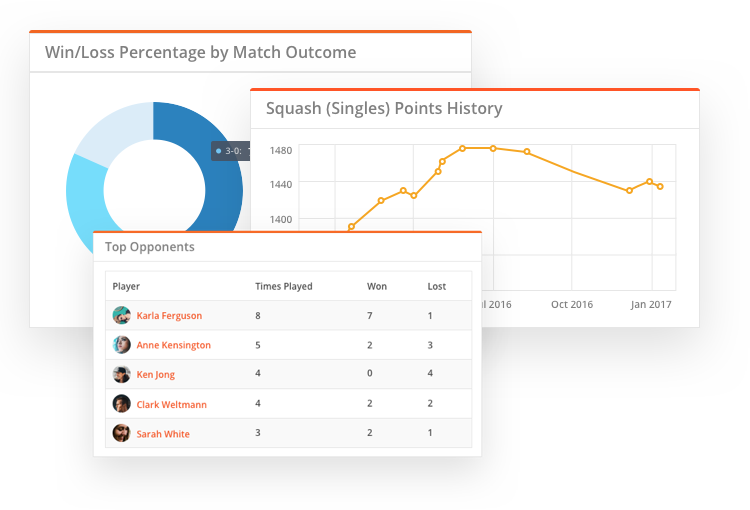 Win/Loss Percentage by Match Outcome
3-0:
Squash (Singles) Points History
1480
1440
1400
2016
Oct 2016
Jan 2017
Top Opponents
Player Times Played Won Lost
Karla Ferguson 8 7 1
Anne Kensington 5 2 3
Ken Jong 4 0 4
Clark Weltmann 4 2 2
Sarah White 3 2 1